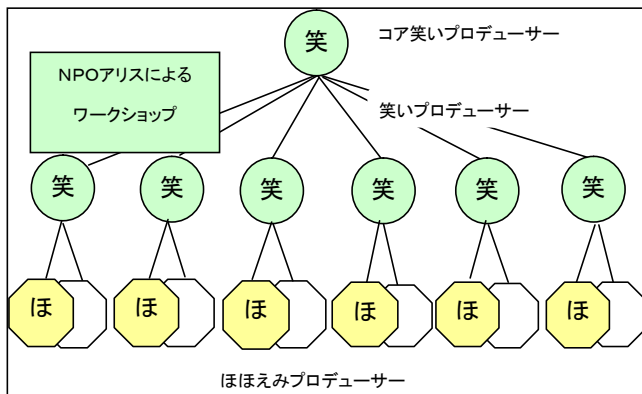 笑
コア笑いプロデューサー
NPOアリスによる
ワークショップ
笑いプロデューサー
笑 笑 笑 笑 笑 笑
ほ ほ ほ ほ ほ ほ
ほほえみプロデューサー